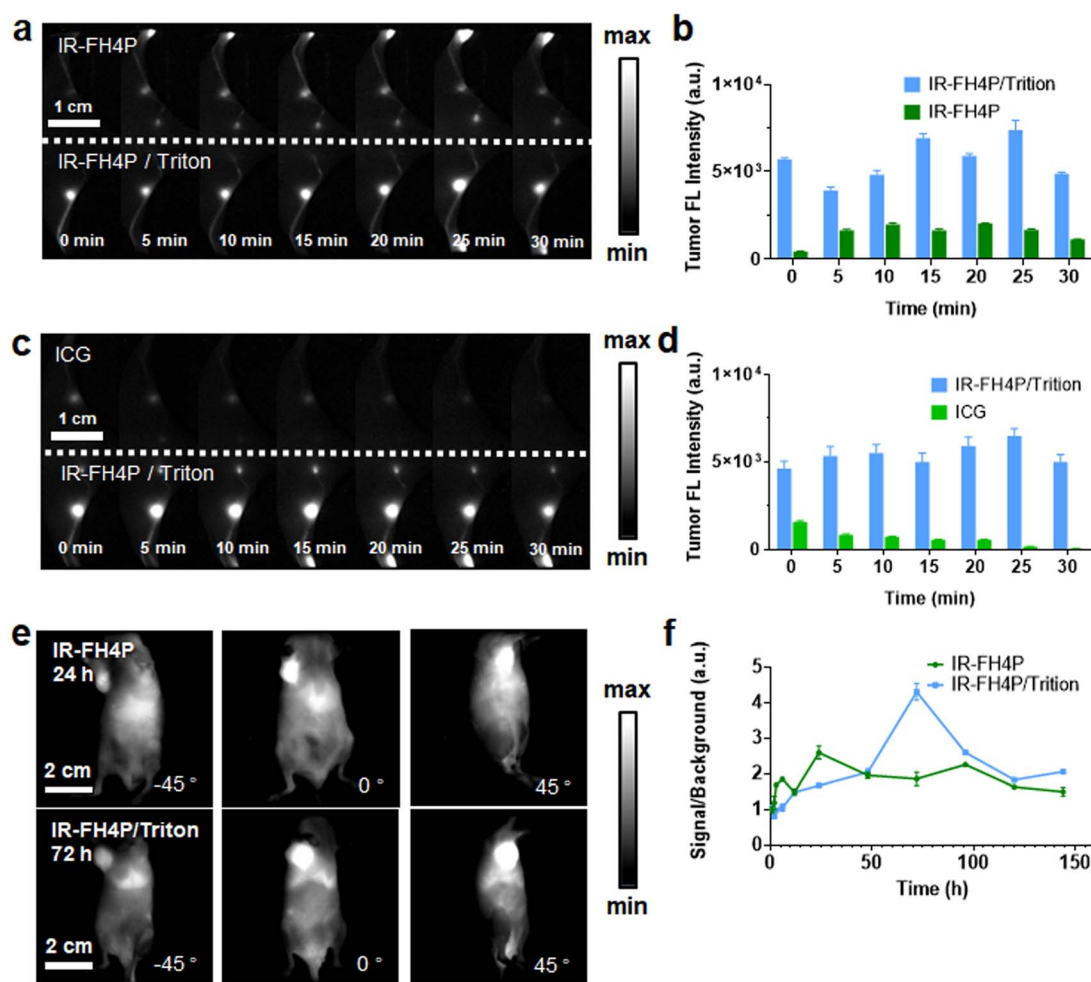 a
IR-FH4P
1 cm
IR-FH4P / Triton
0 min 5 min 10 min 15 min 20 min 25 min 30 min
max
min
b
IR-FH4P/Trition
IR-FH4P
Tumor FL Intensity (a.u.)
1×10⁴
5×10³
0
0 5 10 15 20 25 30
Time (min)
c
ICG
1 cm
IR-FH4P / Triton
0 min 5 min 10 min 15 min 20 min 25 min 30 min
max
min
d
IR-FH4P/Trition
ICG
Tumor FL Intensity (a.u.)
1×10⁴
5×10³
0
0 5 10 15 20 25 30
Time (min)
e
IR-FH4P
24 h
2 cm
-45 °
0 °
45 °
IR-FH4P/Triton
72 h
2 cm
-45 °
0 °
45 °
max
min
f
IR-FH4P
IR-FH4P/Trition
Signal/Background (a.u.)
5
4
3
2
1
0
0 50 100 150
Time (h)